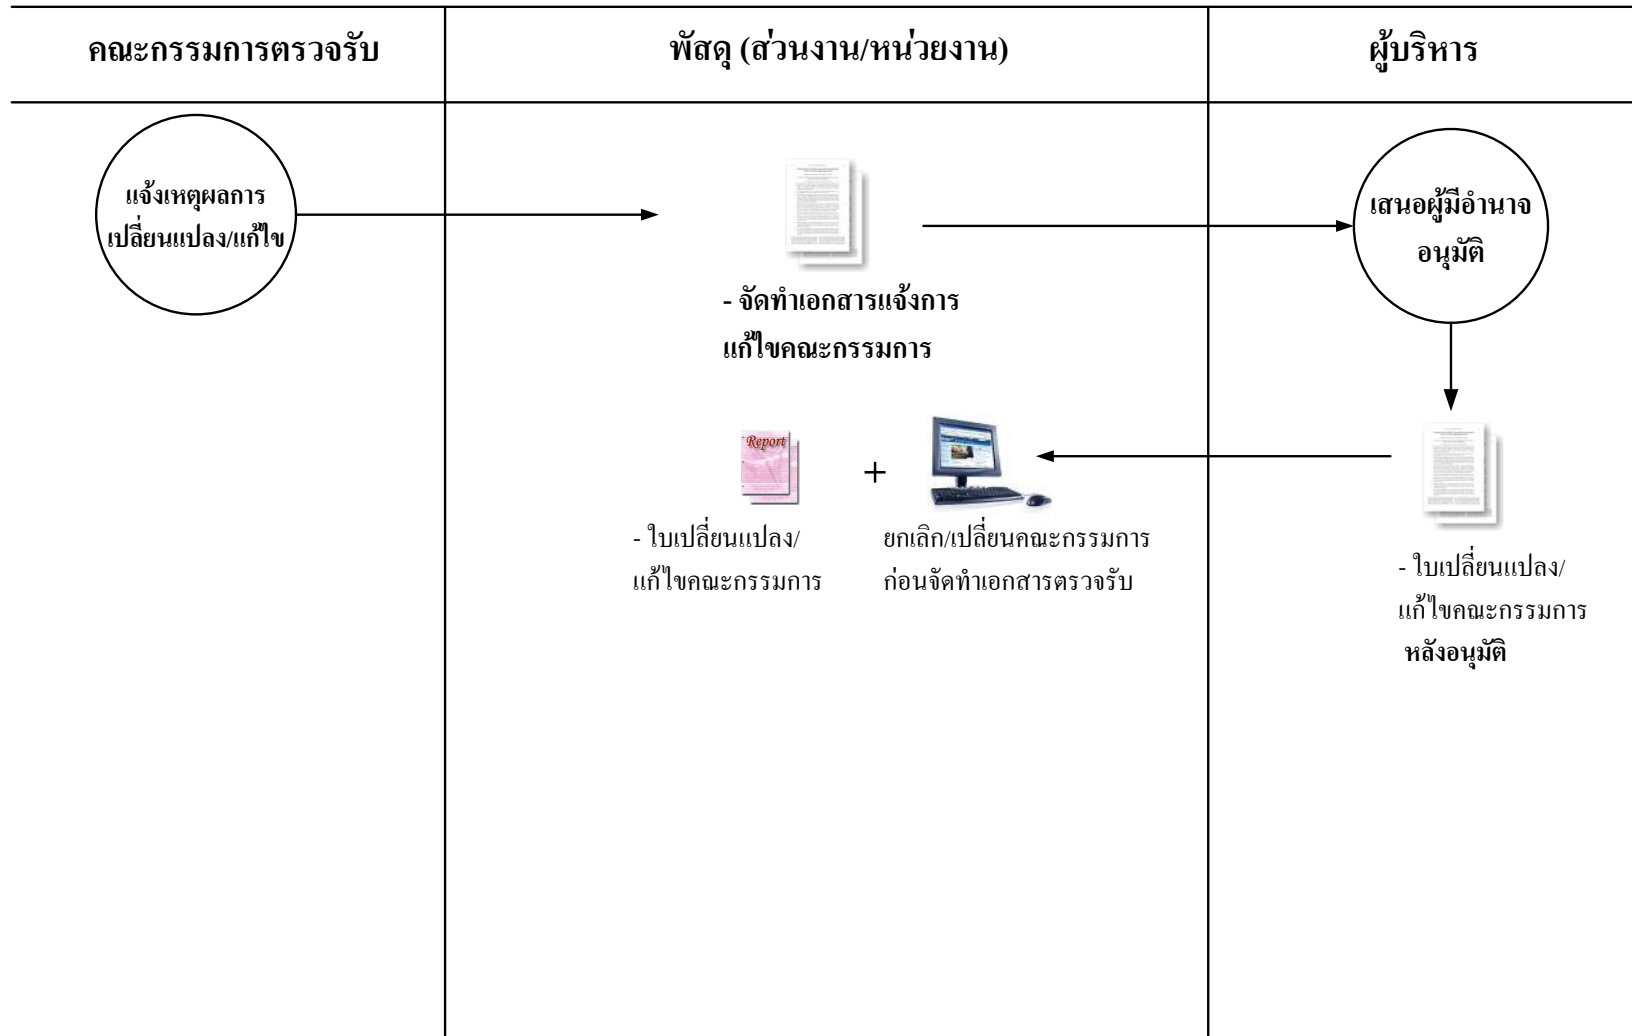 คณะกรรมการตรวจรับ
พัสดุ (ส่วนงาน/หน่วยงาน)
ผู้บริหาร
แจ้งเหตุผลการ
เปลี่ยนแปลง/แก้ไข
- จัดทำเอกสารแจ้งการ
แก้ไขคณะกรรมการ
เสนอผู้มีอำนาจ
อนุมัติ
Report
+
- ใบเปลี่ยนแปลง/
แก้ไขคณะกรรมการ
ยกเลิก/เปลี่ยนคณะกรรมการ
ก่อนจัดทำเอกสารตรวจรับ
- ใบเปลี่ยนแปลง/
แก้ไขคณะกรรมการ
หลังอนุมัติ